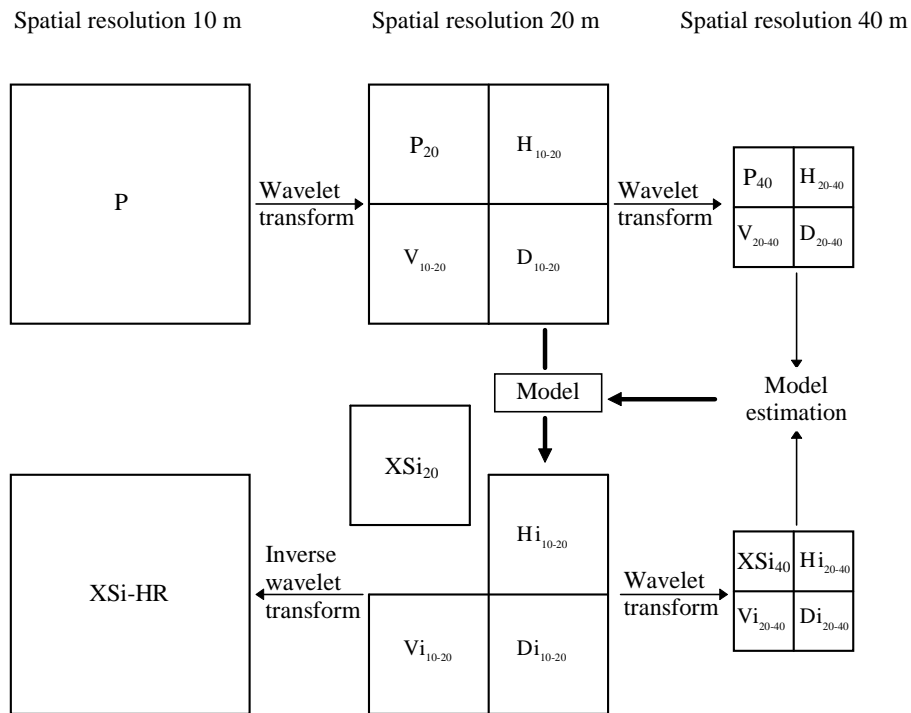 Spatial resolution 10 m
Spatial resolution 20 m
Spatial resolution 40 m
P
Wavelet
transform
P₂₀
H₁₀₋₂₀
V₁₀₋₂₀
D₁₀₋₂₀
Wavelet
transform
P₄₀
H₂₀₋₄₀
V₂₀₋₄₀
D₂₀₋₄₀
Model
Model
estimation
XSi₂₀
XSi-HR
Inverse
wavelet
transform
Hi₁₀₋₂₀
Vi₁₀₋₂₀
Di₁₀₋₂₀
Wavelet
transform
XSi₄₀
Hi₂₀₋₄₀
Vi₂₀₋₄₀
Di₂₀₋₄₀